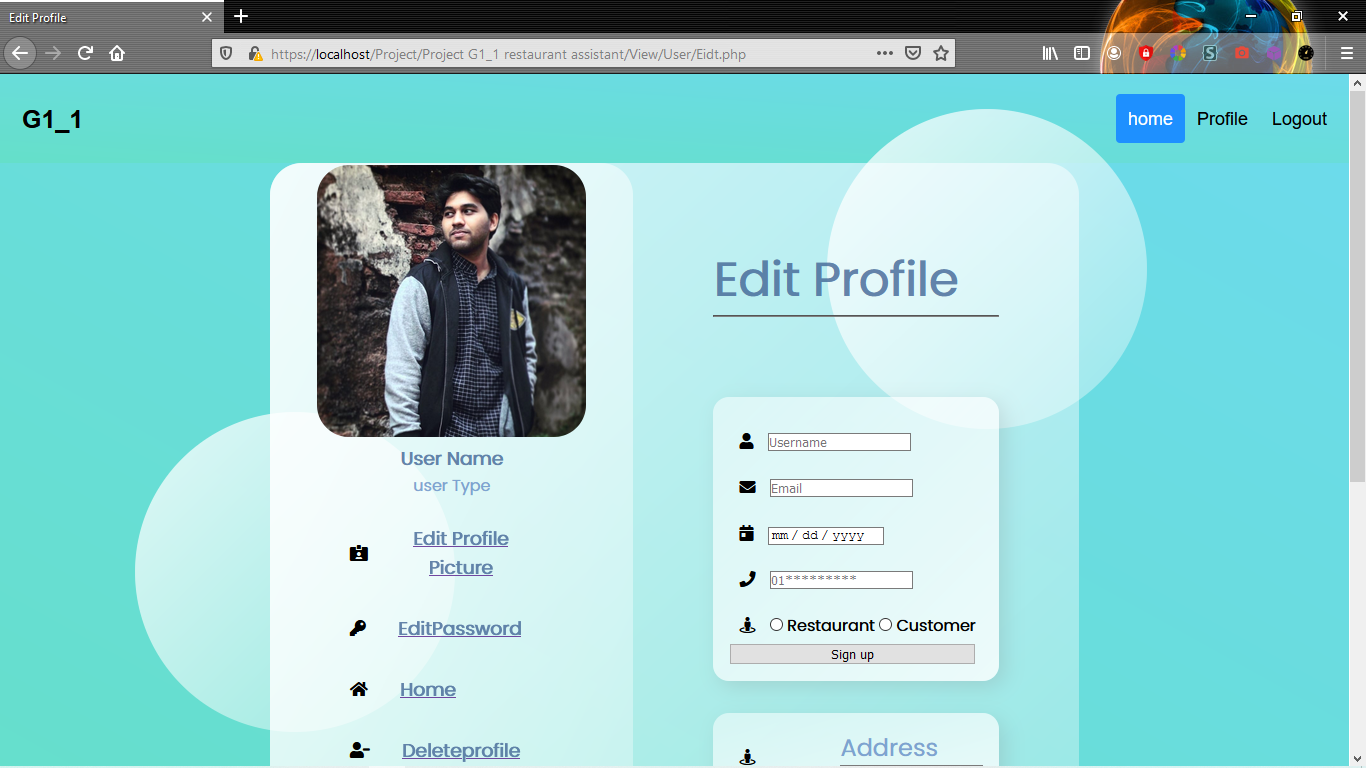 Edit Profile
https://localhost/Project/Project G1_1 restaurant assistant/View/User/Eidt.php
G1_1
home Profile Logout
User Name
user Type
Edit Profile
Picture
EditPassword
Home
Deleteprofile
Edit Profile
Username
Email
mm / dd / yyyy
01*********
Restaurant Customer
Sign up
Address